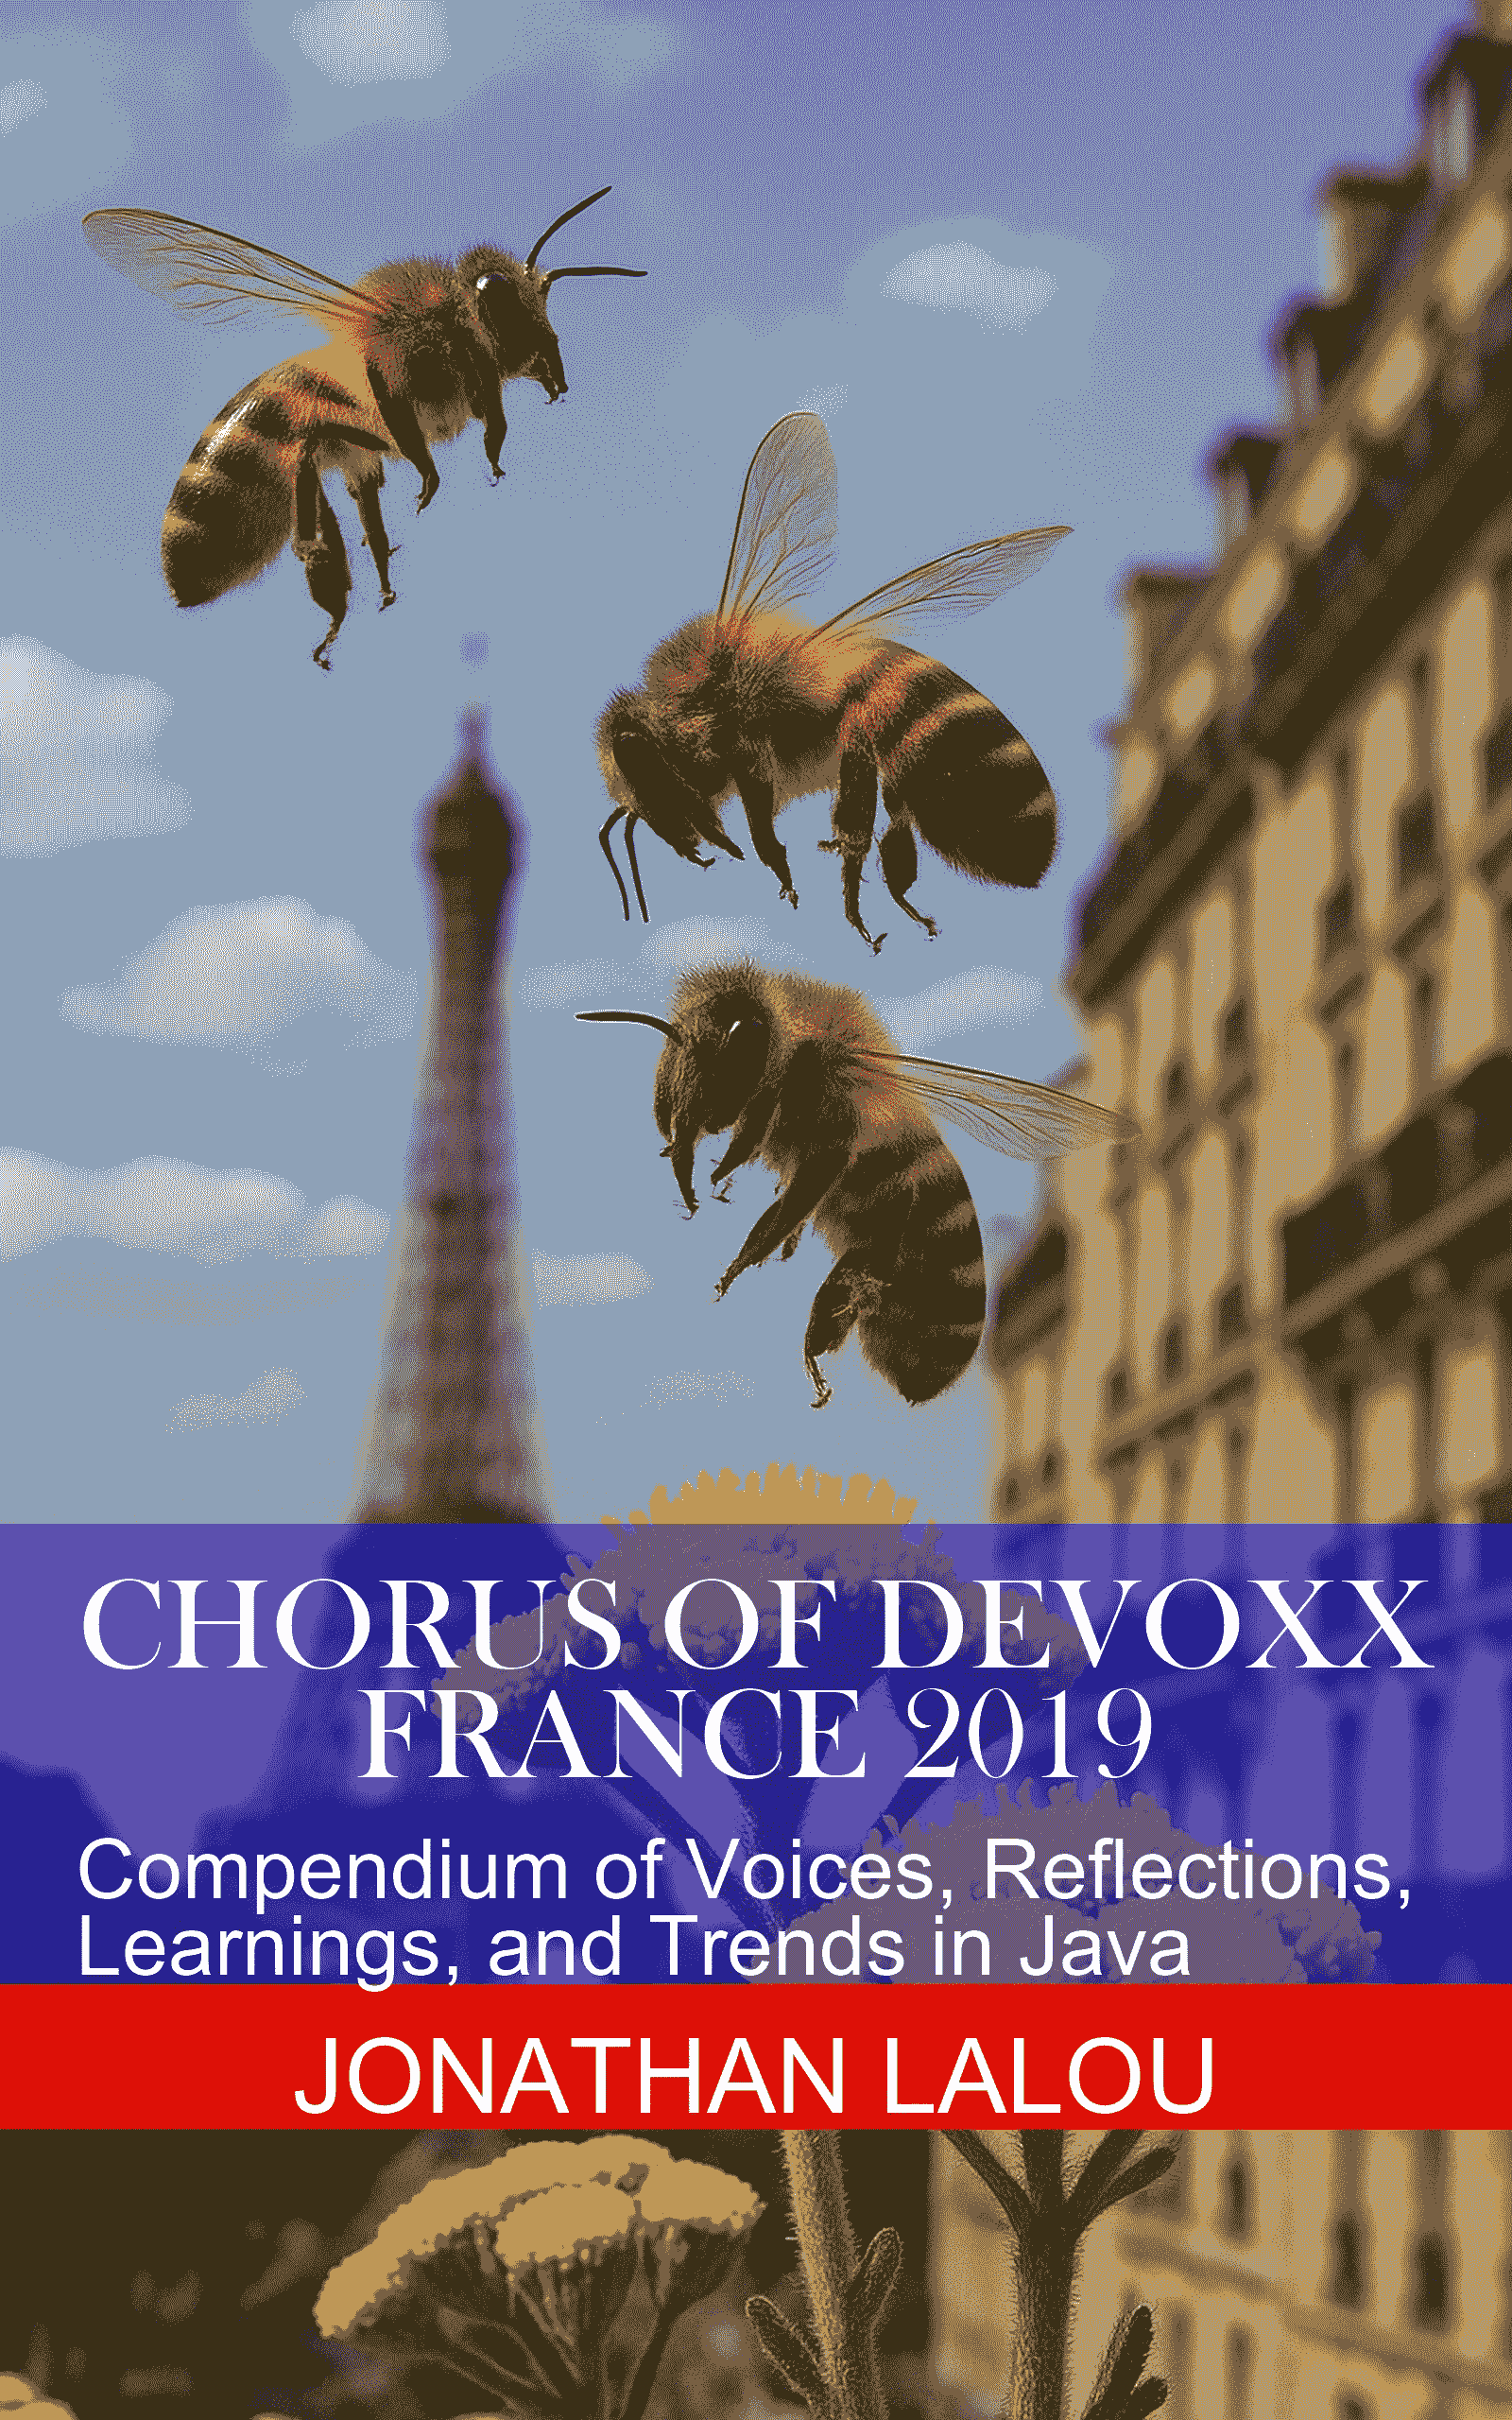 CHORUS OF DEVOXX
FRANCE 2019
Compendium of Voices, Reflections,
Learnings, and Trends in Java
JONATHAN LALOU